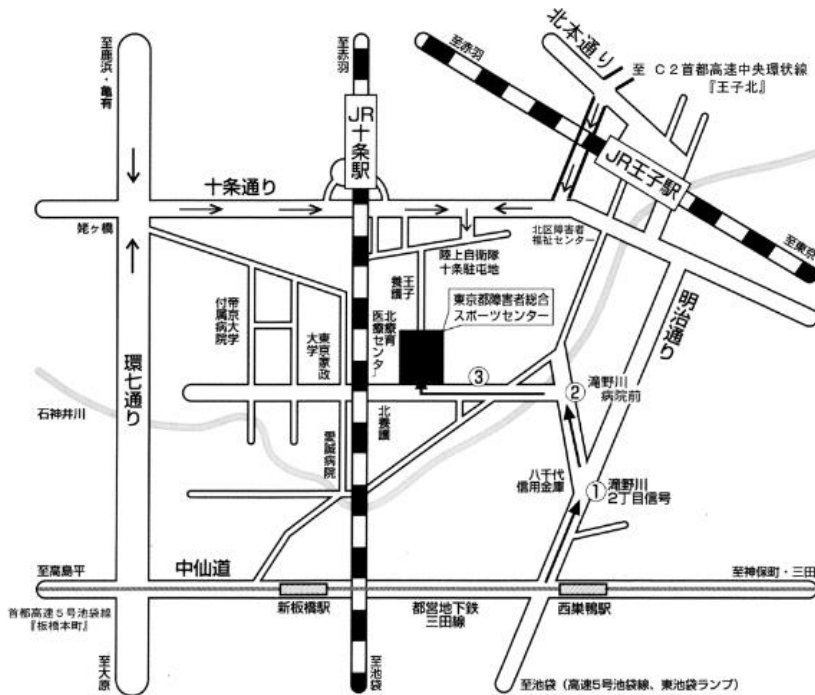 至鹿浜・亀有
至赤羽
至赤羽
北本通り
至 C2首都高速中央環状線
『王子北』
JR十条駅
JR王子駅
十条通り
姥ヶ橋
北区障害者
福祉センター
至東京
陸上自衛隊
十条駐屯地
王子
養護
東京都障害者総合
スポーツセンター
帝京大学
付属病院
東京家政
大学
北療育
医療センター
明治通り
環七通り
③
②
滝野川
病院前
石神井川
北養護
愛誠病院
八千代
信用金庫
①
滝野川
2丁目信号
至高島平
中仙道
至神保町・三田
首都高速5号池袋線
『板橋本町』
新板橋駅
都営地下鉄
三田線
西巣鴨駅
至大原
至池袋
至池袋(高速5号池袋線、東池袋ランプ)